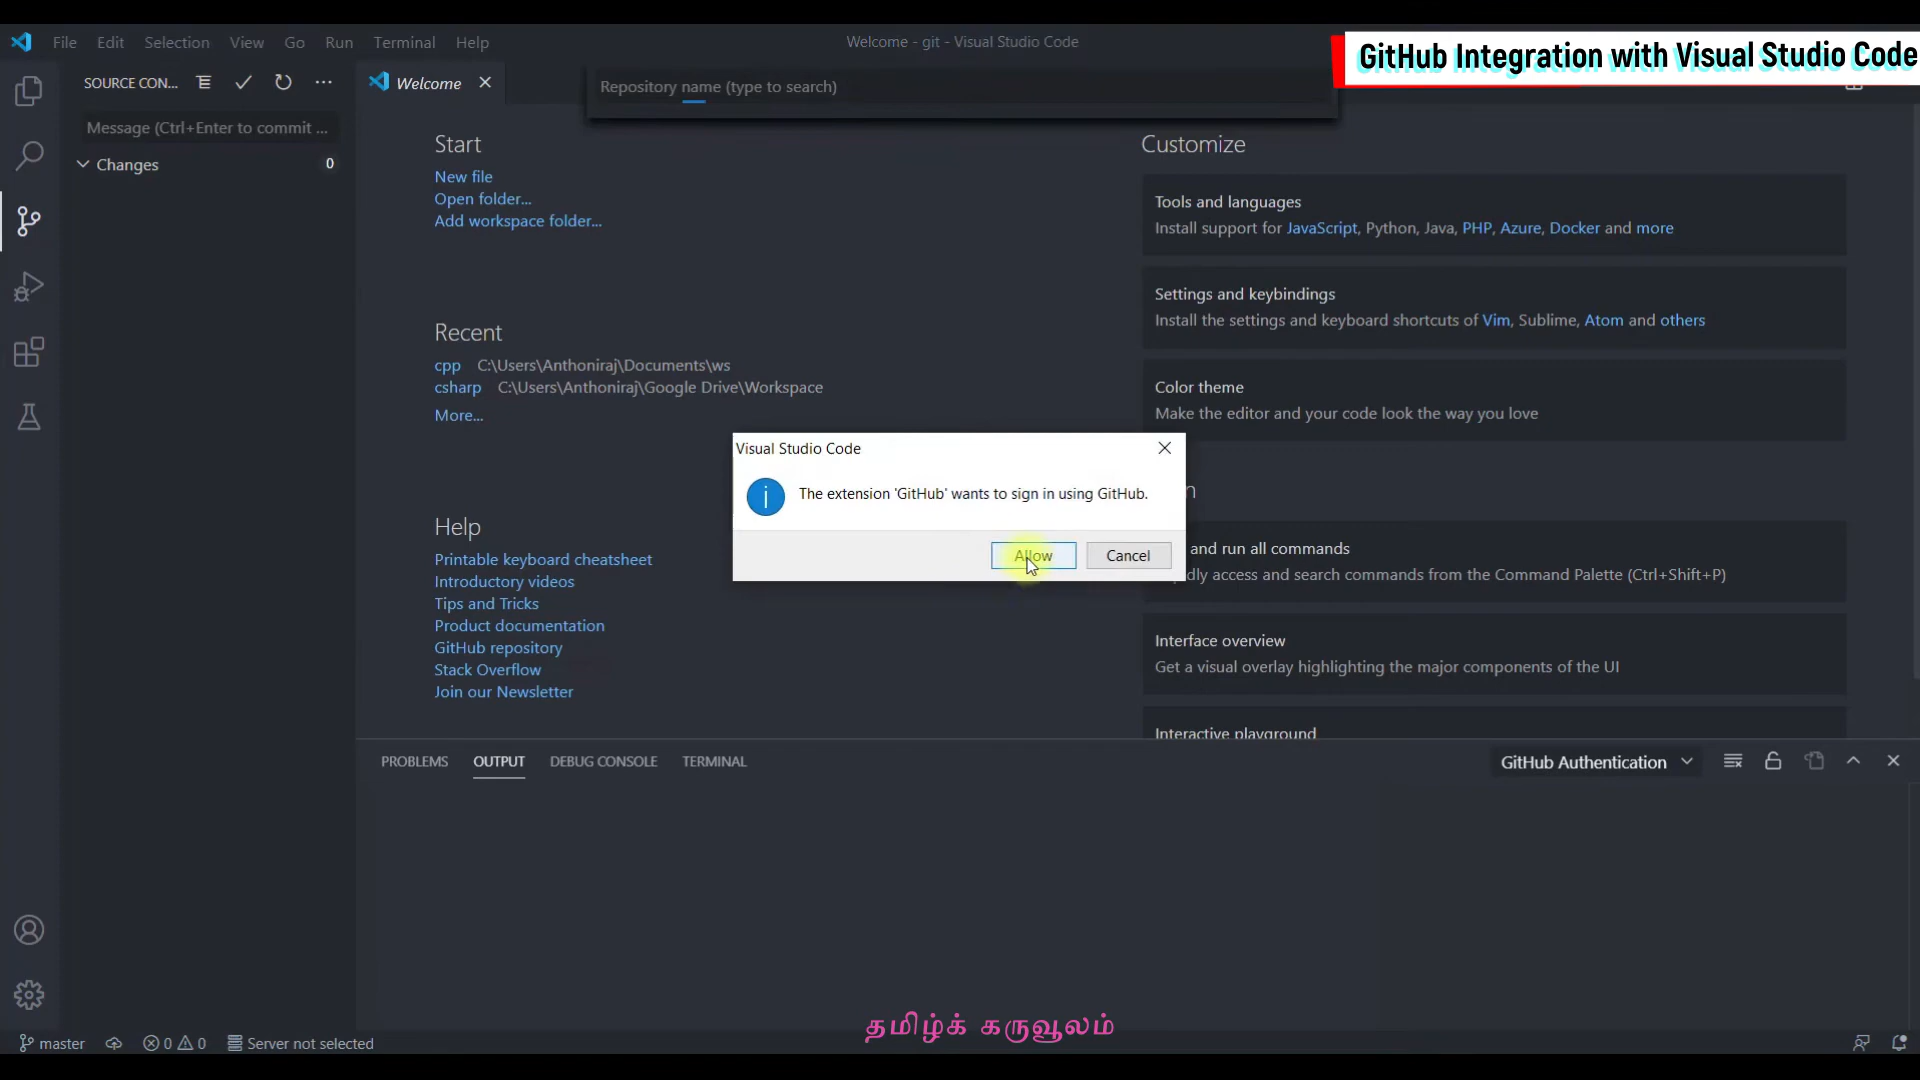 File Edit Selection View Go Run Terminal Help
Welcome - git - Visual Studio Code
GitHub Integration with Visual Studio Code
SOURCE CON...
Welcome
Repository name (type to search)
Message (Ctrl+Enter to commit ...
Changes 0
Start
New file
Open folder...
Add workspace folder...
Recent
cpp C:\Users\Anthoniraj\Documents\ws
csharp C:\Users\Anthoniraj\Google Drive\Workspace
More...
Help
Printable keyboard cheatsheet
Introductory videos
Tips and Tricks
Product documentation
GitHub repository
Stack Overflow
Join our Newsletter
Customize
Tools and languages
Install support for JavaScript, Python, Java, PHP, Azure, Docker and more
Settings and keybindings
Install the settings and keyboard shortcuts of Vim, Sublime, Atom and others
Color theme
Make the editor and your code look the way you love
Visual Studio Code
The extension 'GitHub' wants to sign in using GitHub.
Allow Cancel
and run all commands
access and search commands from the Command Palette (Ctrl+Shift+P)
Interface overview
Get a visual overlay highlighting the major components of the UI
Interactive playground
PROBLEMS OUTPUT DEBUG CONSOLE TERMINAL
GitHub Authentication
தமிழ்க் கருவூலம்
master 0 0 Server not selected